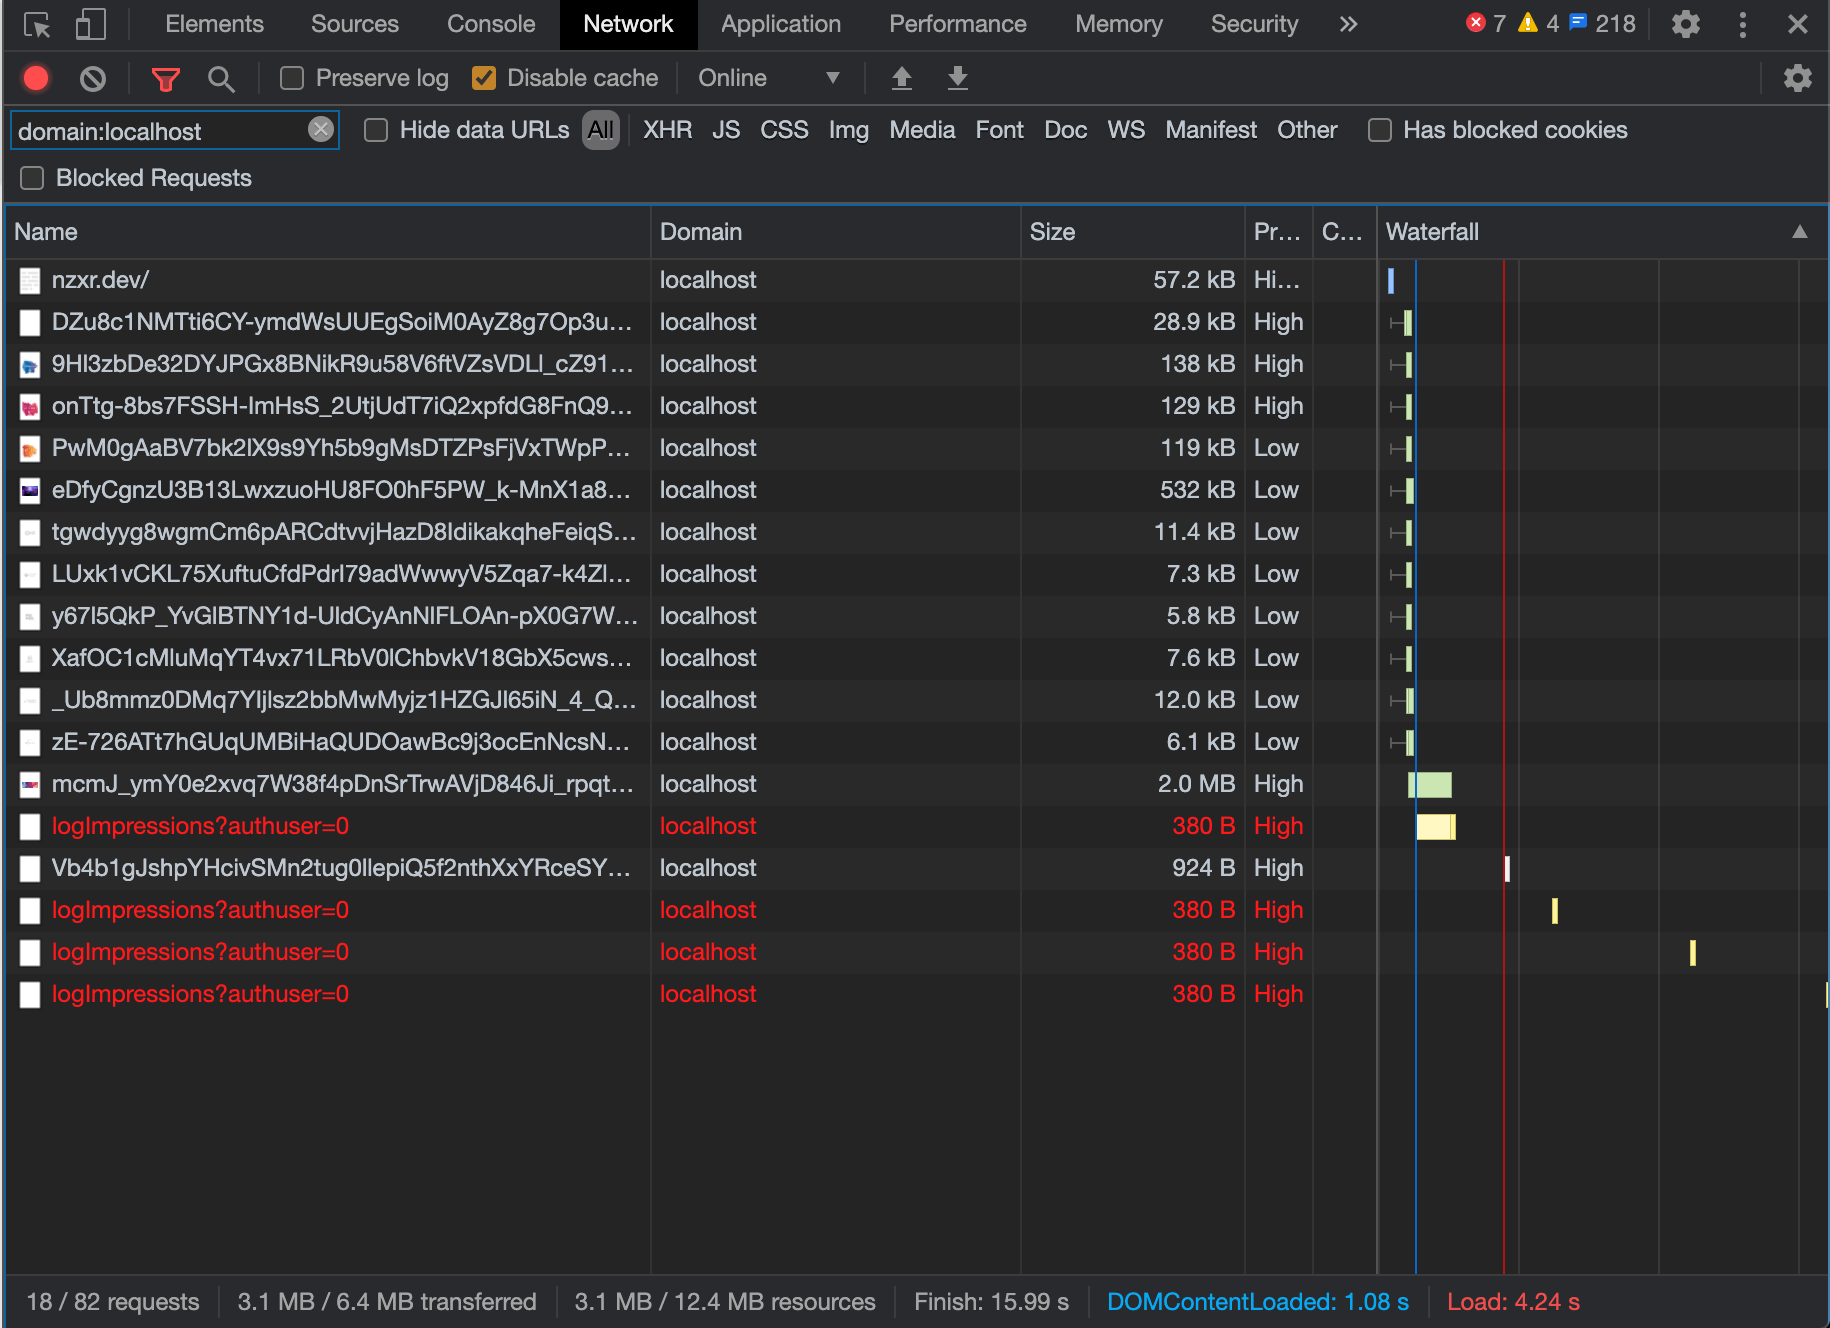 Elements Sources Console Network Application Performance Memory Security 7 4 218
Preserve log Disable cache Online
domain:localhost Hide data URLs All XHR JS CSS Img Media Font Doc WS Manifest Other Has blocked cookies
Blocked Requests
Name Domain Size Pr... C... Waterfall
nzxr.dev/ localhost 57.2 kB Hi...
DZu8c1NMTti6CY-ymdWsUUEgSoiM0AyZ8g7Op3u... localhost 28.9 kB High
9HI3zbDe32DYJPGx8BNikR9u58V6ftVZsVDLl_cZ91... localhost 138 kB High
onTtg-8bs7FSSH-ImHsS_2UtjUdT7iQ2xpfdG8FnQ9... localhost 129 kB High
PwM0gAaBV7bk2lX9s9Yh5b9gMsDTZPsFjVxTWpP... localhost 119 kB Low
eDfyCgnzU3B13LwxzuoHU8FO0hF5PW_k-MnX1a8... localhost 532 kB Low
tgwdyyg8wgmCm6pARCdtvvjHazD8IdikakqheFeiqS... localhost 11.4 kB Low
LUxk1vCKL75XuftuCfdPdrI79adWwwyV5Zqa7-k4Zl... localhost 7.3 kB Low
y67I5QkP_YvGlBTNY1d-UIdCyAnNlFLOAn-pX0G7W... localhost 5.8 kB Low
XafOC1cMluMqYT4vx71LRbV0lChbvkV18GbX5cws... localhost 7.6 kB Low
_Ub8mmz0DMq7YIjlsz2bbMwMyjz1HZGJl65iN_4_Q... localhost 12.0 kB Low
zE-726ATt7hGUqUMBiHaQUDOawBc9j3ocEnNcsN... localhost 6.1 kB Low
mcmJ_ymY0e2xvq7W38f4pDnSrTrwAVjD846Ji_rpqt... localhost 2.0 MB High
logImpressions?authuser=0 localhost 380 B High
Vb4b1gJshpYHcivSMn2tug0llepiQ5f2nthXxYRceSY... localhost 924 B High
logImpressions?authuser=0 localhost 380 B High
logImpressions?authuser=0 localhost 380 B High
logImpressions?authuser=0 localhost 380 B High
18 / 82 requests 3.1 MB / 6.4 MB transferred 3.1 MB / 12.4 MB resources Finish: 15.99 s DOMContentLoaded: 1.08 s Load: 4.24 s